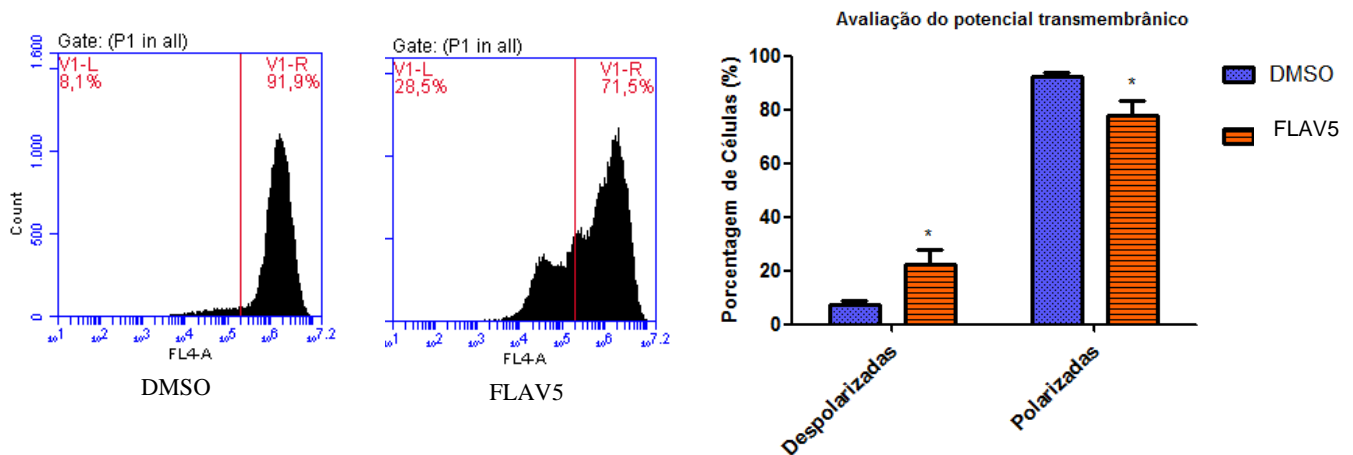 Gate: (P1 in all)
V1-L
8,1%
V1-R
91,9%
1.600
1.000
500
0
Count
10^1
10^2
10^3
10^4
10^5
10^6
10^7.2
FL4-A
DMSO
Gate: (P1 in all)
V1-L
28,5%
V1-R
71,5%
10^1
10^2
10^3
10^4
10^5
10^6
10^7.2
FL4-A
FLAV5
Avaliação do potencial transmembrânico
Porcentagem de Células (%)
100
80
60
40
20
0
*
*
Despolarizadas
Polarizadas
DMSO
FLAV5